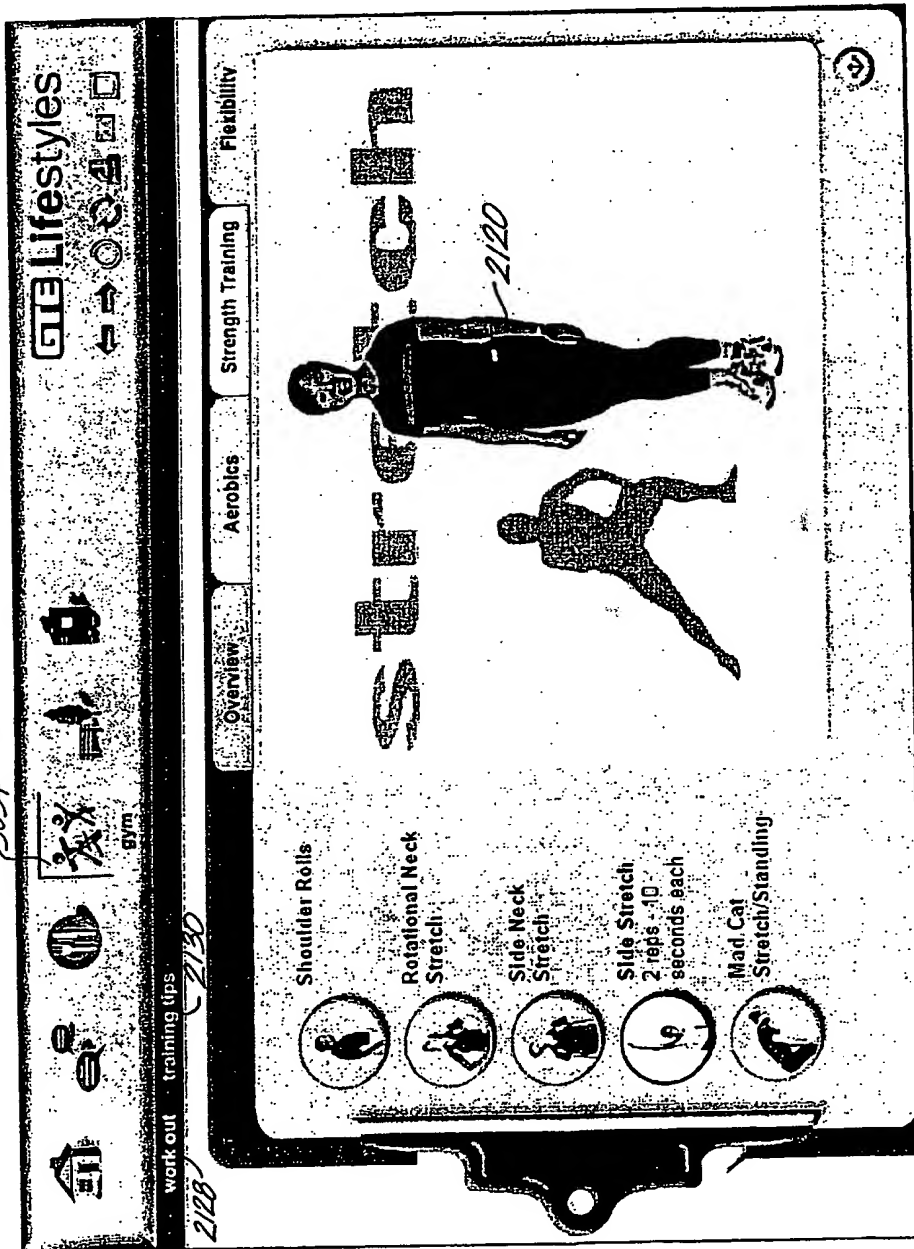 GTE Lifestyles
gym
work out training tips
2128
2130
Overview
Aerobics
Strength Training
Flexibility
stretch
2120
Shoulder Rolls
Rotational Neck
Stretch
Side Neck
Stretch
Side Stretch
2 reps - 10
seconds each
Mad Cat
Stretch/Standing